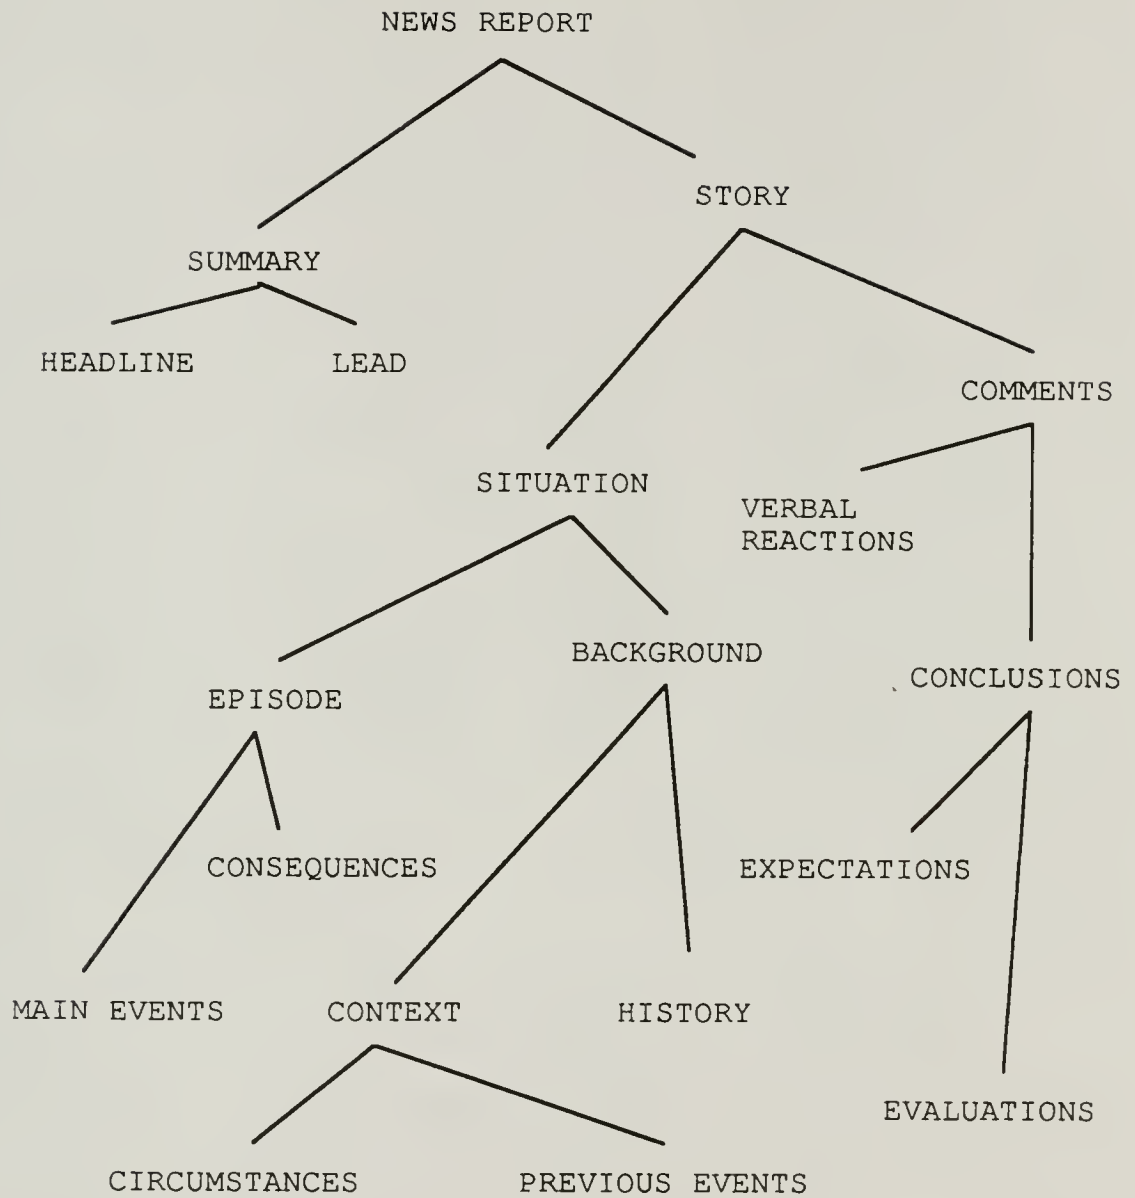 NEWS REPORT
STORY
SUMMARY
HEADLINE
LEAD
COMMENTS
SITUATION
VERBAL
REACTIONS
BACKGROUND
CONCLUSIONS
EPISODE
CONSEQUENCES
EXPECTATIONS
MAIN EVENTS
CONTEXT
HISTORY
EVALUATIONS
CIRCUMSTANCES
PREVIOUS EVENTS